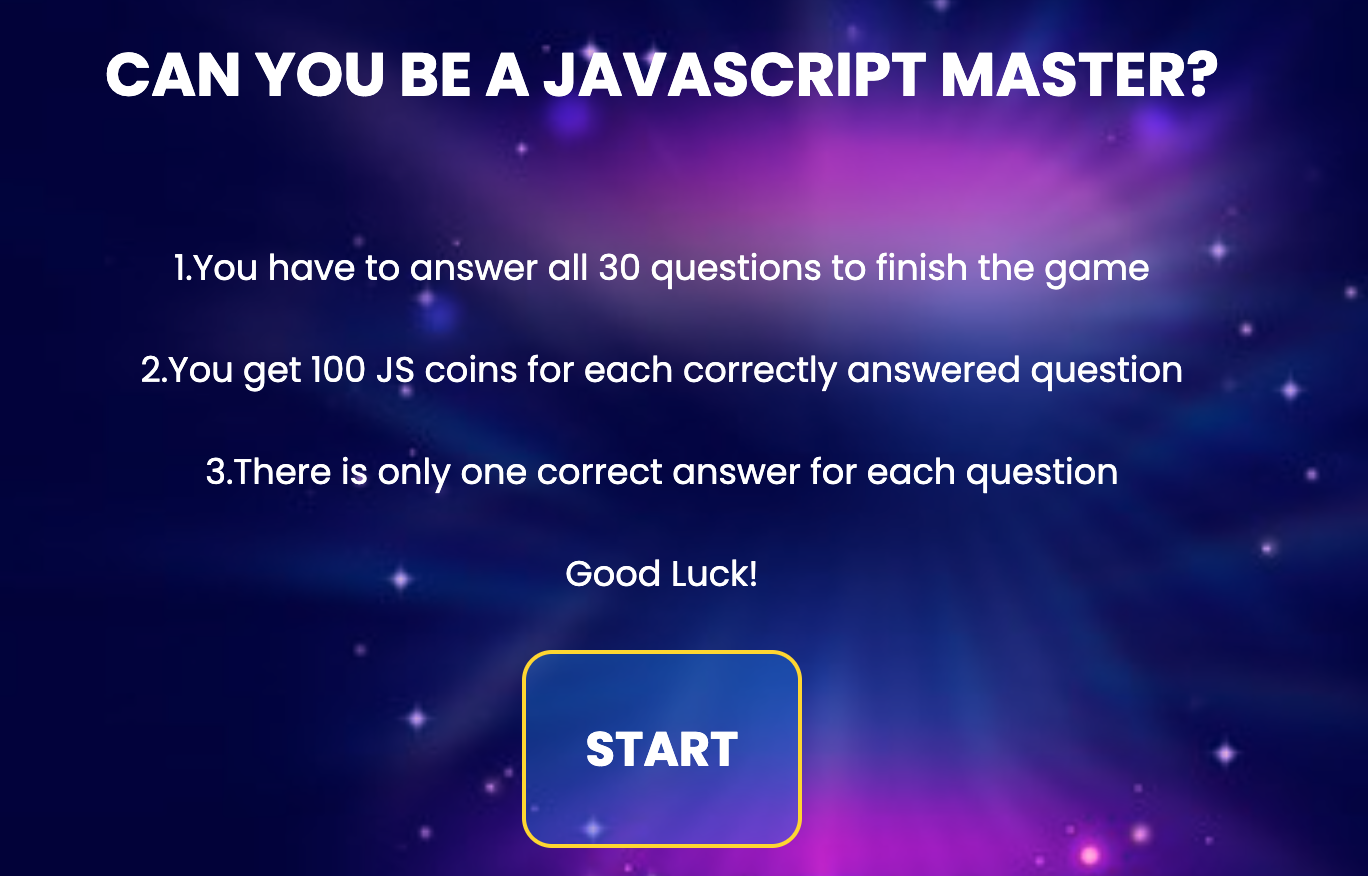 CAN YOU BE A JAVASCRIPT MASTER?
1.You have to answer all 30 questions to finish the game
2.You get 100 JS coins for each correctly answered question
3.There is only one correct answer for each question
Good Luck!
START